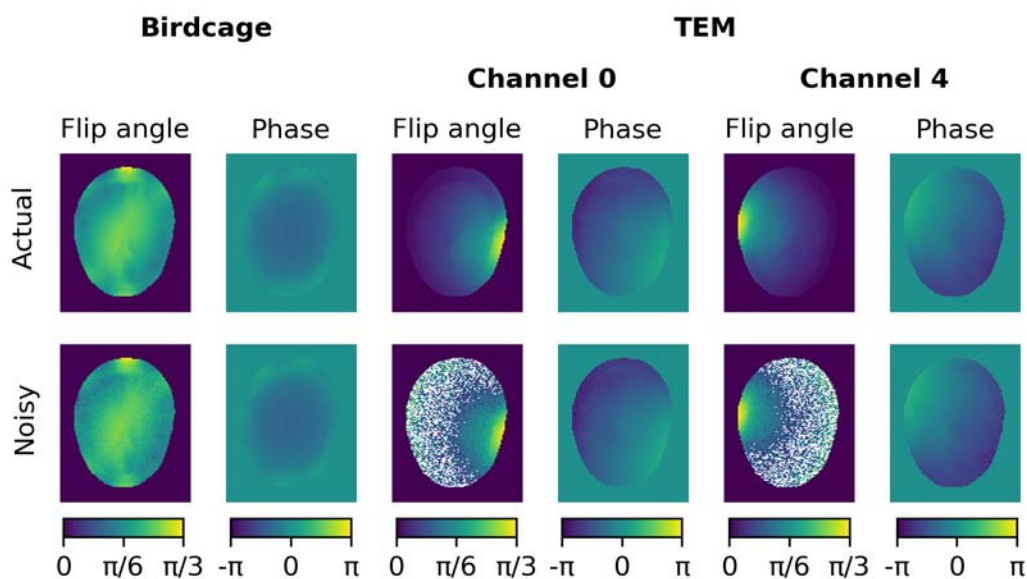 Birdcage TEM
Channel 0 Channel 4
Flip angle Phase Flip angle Phase Flip angle Phase
Actual
Noisy
0 π/6 π/3 -π 0 π 0 π/6 π/3 -π 0 π 0 π/6 π/3 -π 0 π